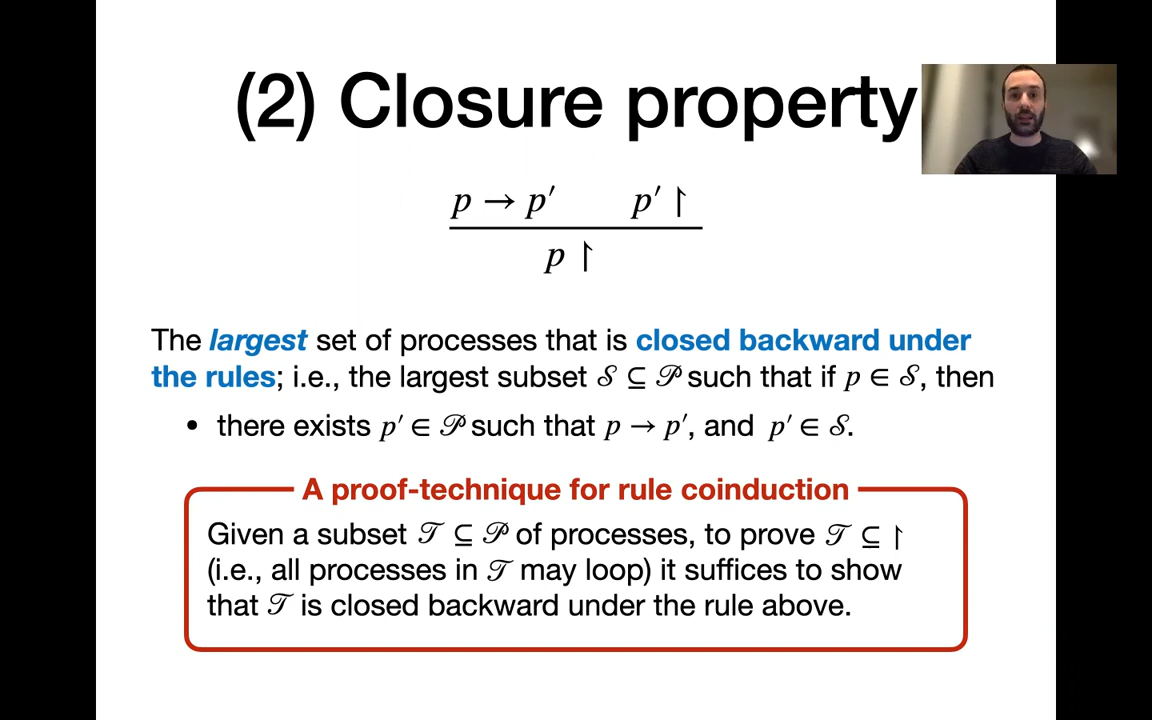 (2) Closure property
p → p′    p′ ↾
p ↾
The largest set of processes that is closed backward under
the rules; i.e., the largest subset 𝒮 ⊆ 𝒫 such that if p ∈ 𝒮, then
• there exists p′ ∈ 𝒫 such that p → p′, and p′ ∈ 𝒮.
A proof-technique for rule coinduction
Given a subset 𝒯 ⊆ 𝒫 of processes, to prove 𝒯 ⊆ ↾
(i.e., all processes in 𝒯 may loop) it suffices to show
that 𝒯 is closed backward under the rule above.